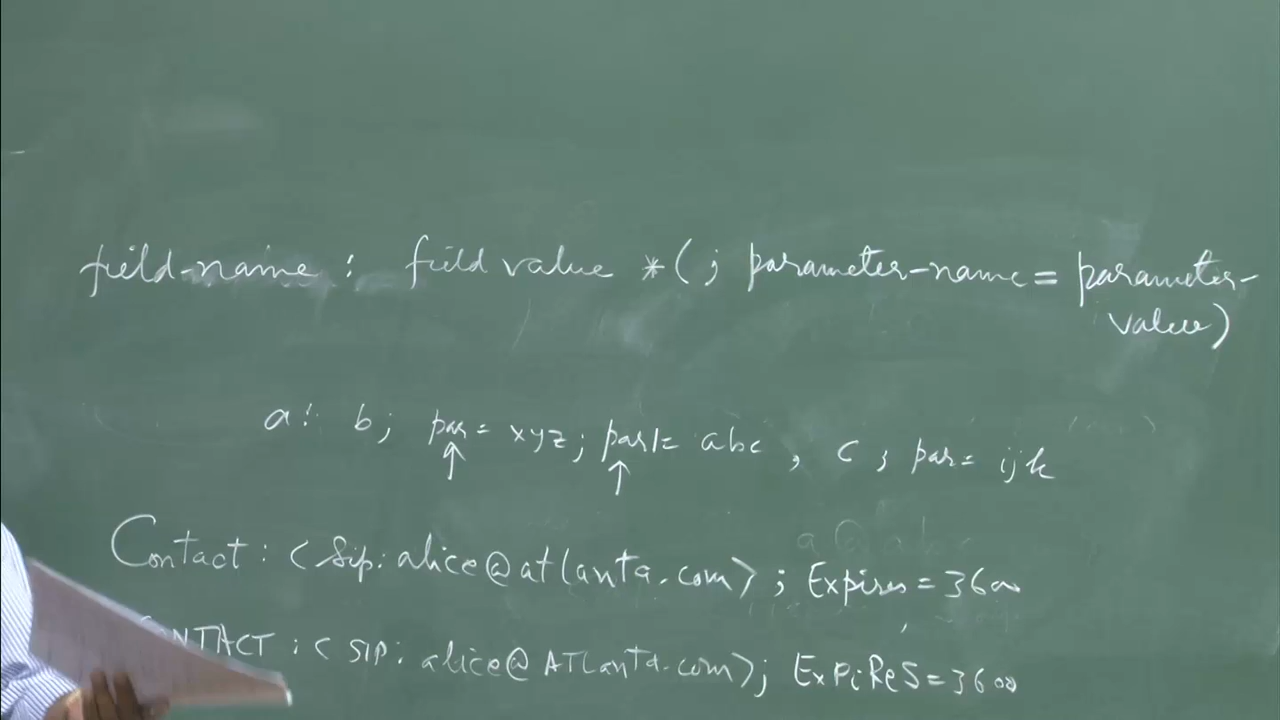 field-name : field value *(; parameter-name = parameter-
value)
a: b; par= xyz; par1= abc , c ; par= ijk
Contact : <sip: alice@atlanta.com> ; Expires = 3600
CONTACT : < SIP: alice@ATLanta.com>; ExPiReS=3600